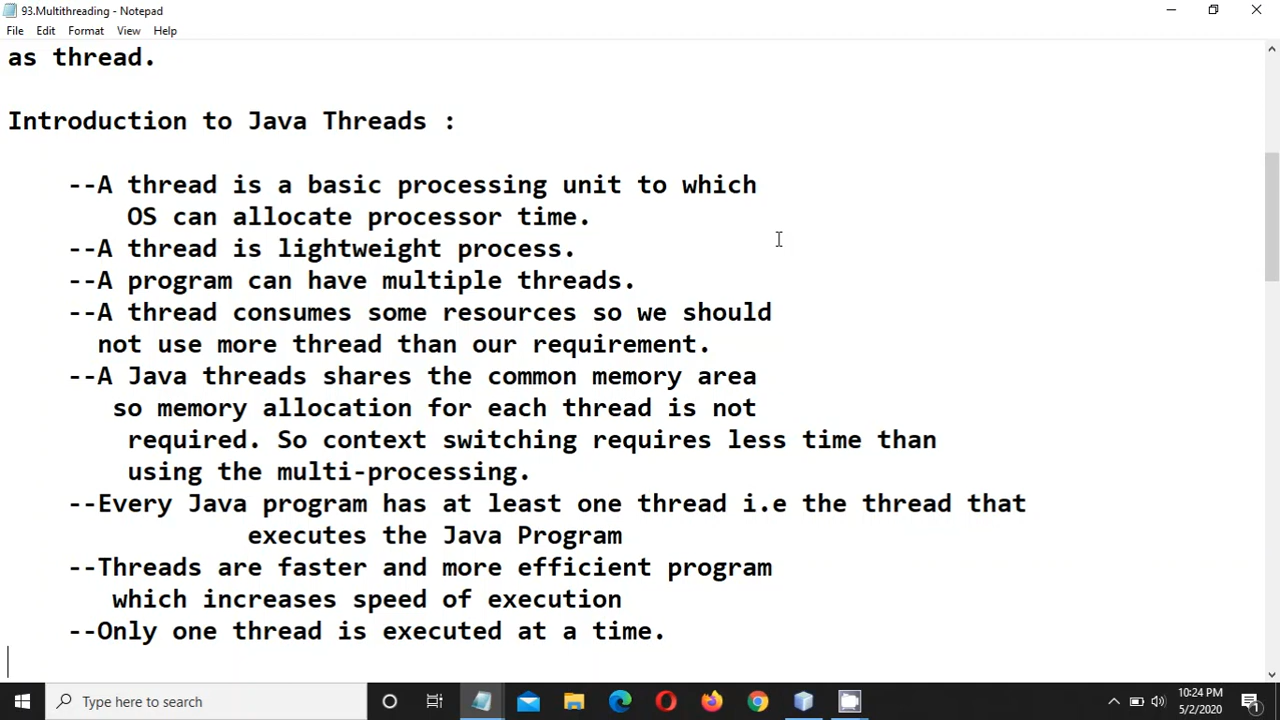 93.Multithreading - Notepad
File Edit Format View Help
as thread.
Introduction to Java Threads :
--A thread is a basic processing unit to which
OS can allocate processor time.
--A thread is lightweight process.
--A program can have multiple threads.
--A thread consumes some resources so we should
not use more thread than our requirement.
--A Java threads shares the common memory area
so memory allocation for each thread is not
required. So context switching requires less time than
using the multi-processing.
--Every Java program has at least one thread i.e the thread that
executes the Java Program
--Threads are faster and more efficient program
which increases speed of execution
--Only one thread is executed at a time.
Type here to search
10:24 PM
5/2/2020
1